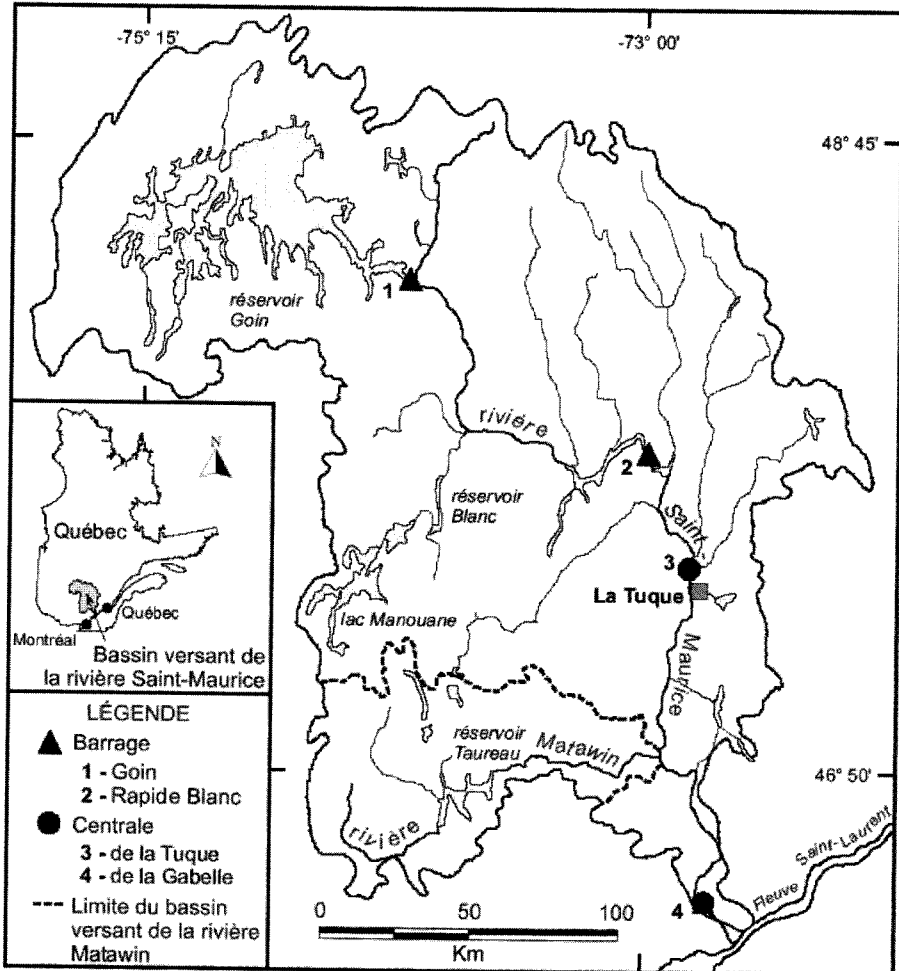 -75° 15'
-73° 00'
48° 45'
1
réservoir
Goin
rivière
2
réservoir
Blanc
Saint-
3
La Tuque
lac Manouane
Maurice
réservoir
Taureau
Matawin
46° 50'
rivière
4
Fleuve Saint-Laurent
0 50 100
Km
N
Québec
Québec
Montréal
Bassin versant de
la rivière Saint-Maurice
LÉGENDE
Barrage
1 - Goin
2 - Rapide Blanc
Centrale
3 - de la Tuque
4 - de la Gabelle
Limite du bassin
versant de la rivière
Matawin